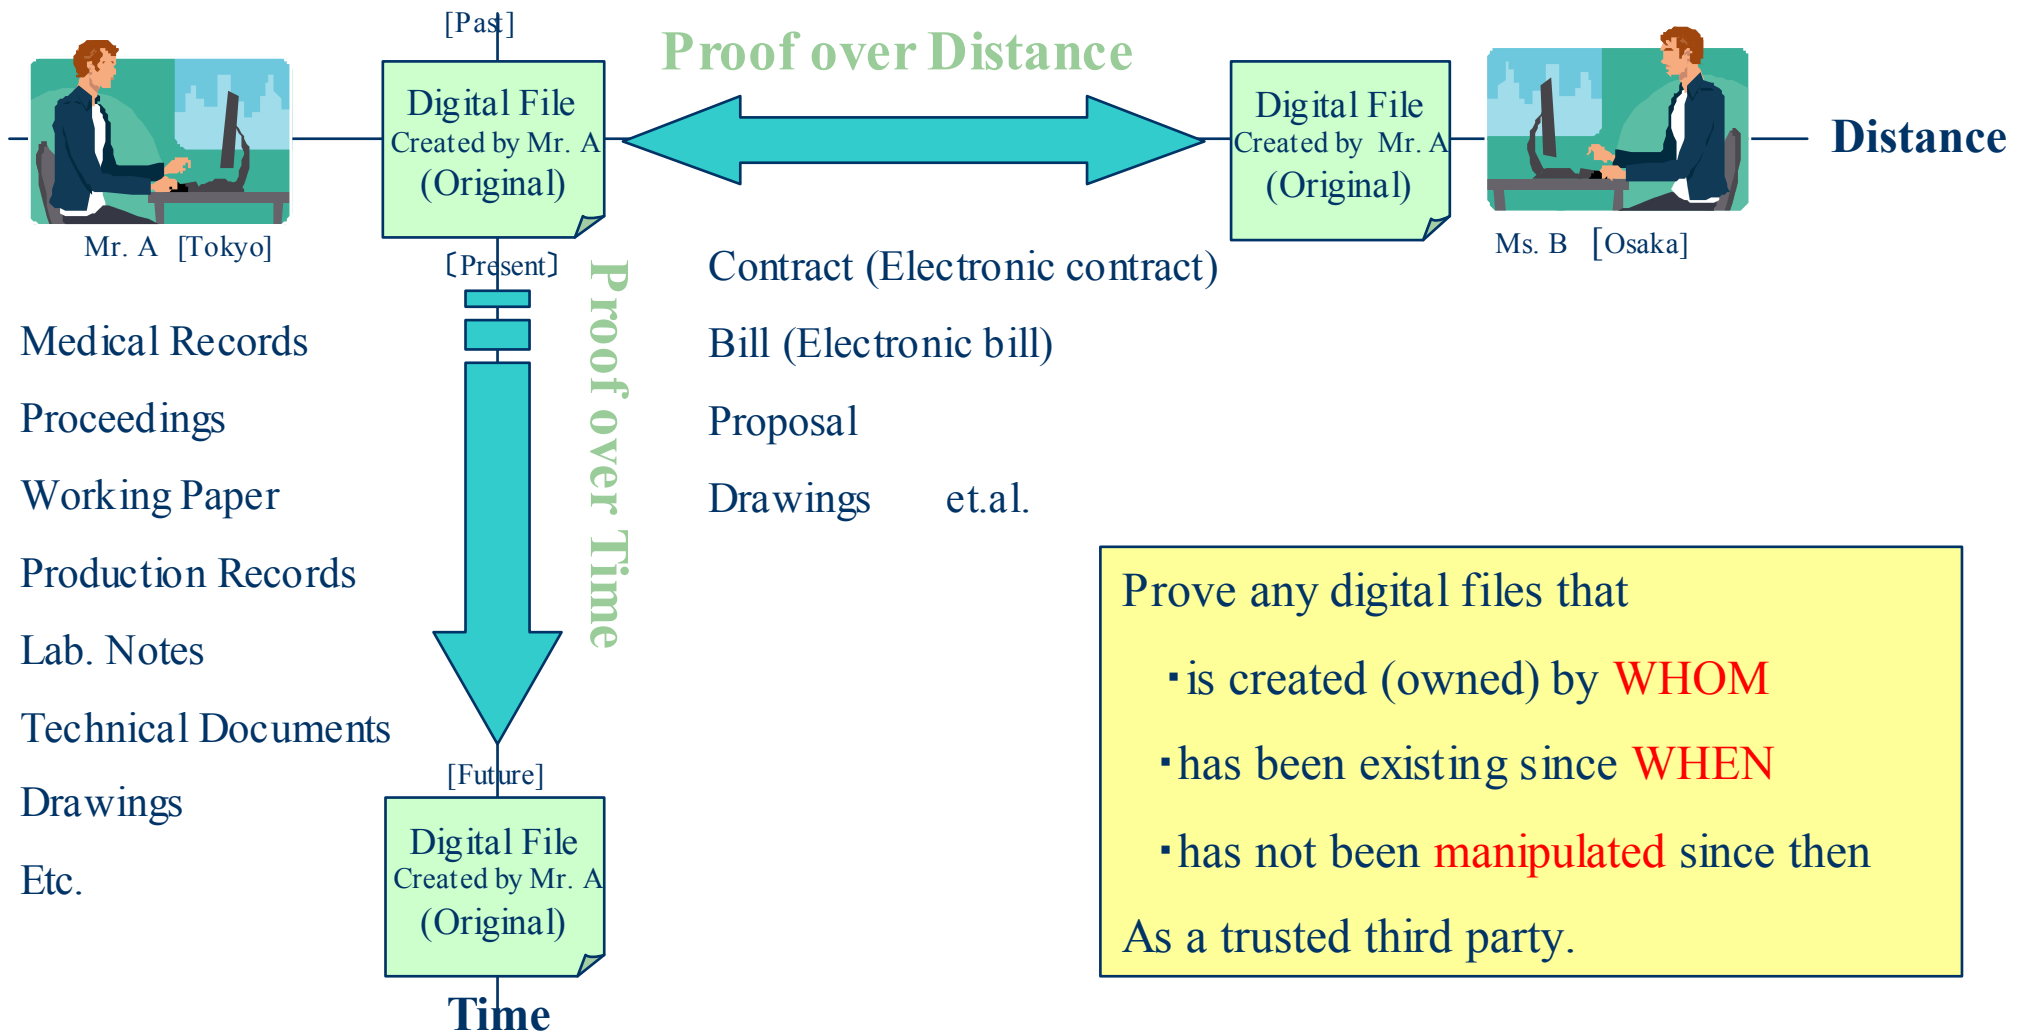 [Past]
Proof over Distance
Digital File
Created by Mr. A
(Original)
Digital File
Created by Mr. A
(Original)
Distance
Mr. A [Tokyo]
Ms. B [Osaka]
〔Present〕
Proof over Time
Contract (Electronic contract)
Bill (Electronic bill)
Proposal
Drawings et.al.
Medical Records
Proceedings
Working Paper
Production Records
Lab. Notes
Technical Documents
Drawings
Etc.
[Future]
Digital File
Created by Mr. A
(Original)
Time
Prove any digital files that
・is created (owned) by WHOM
・has been existing since WHEN
・has not been manipulated since then
As a trusted third party.